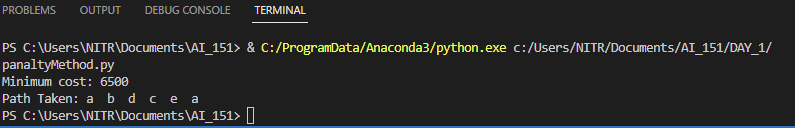 PROBLEMS OUTPUT DEBUG CONSOLE TERMINAL
PS C:\Users\NITR\Documents\AI_151> & C:/ProgramData/Anaconda3/python.exe c:/Users/NITR/Documents/AI_151/DAY_1/
panaltyMethod.py
Minimum cost: 6500
Path Taken: a  b  d  c  e  a
PS C:\Users\NITR\Documents\AI_151>